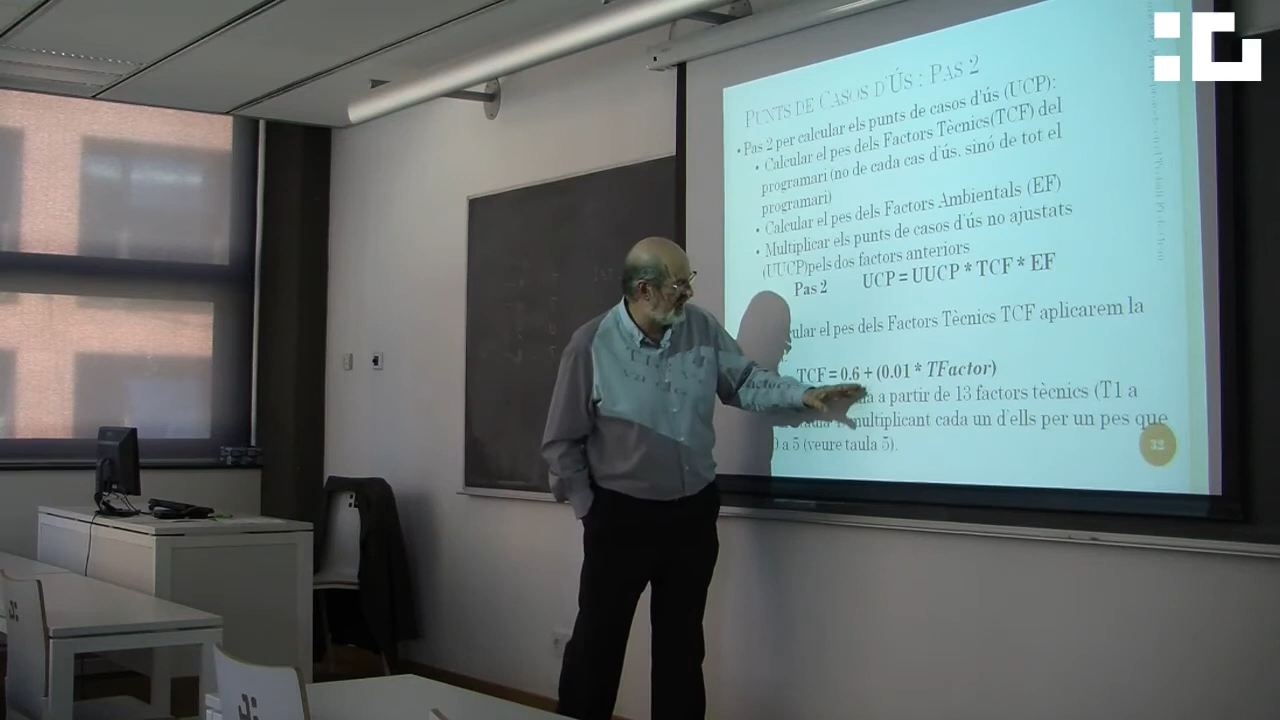 PUNTS DE CASOS D'ÚS : PAS 2
• Pas 2 per calcular els punts de casos d'ús (UCP):
• Calcular el pes dels Factors Tècnics(TCF) del
programari (no de cada cas d'ús, sinó de tot el
programari)
• Calcular el pes dels Factors Ambientals (EF)
• Multiplicar els punts de casos d'ús no ajustats
(UUCP)pels dos factors anteriors
Pas 2 UCP = UUCP * TCF * EF
el pes dels Factors Tècnics TCF aplicarem la
TCF = 0.6 + (0.01 * TFactor)
a partir de 13 factors tècnics (T1 a
multiplicant cada un d'ells per un pes que
a 5 (veure taula 5).
32